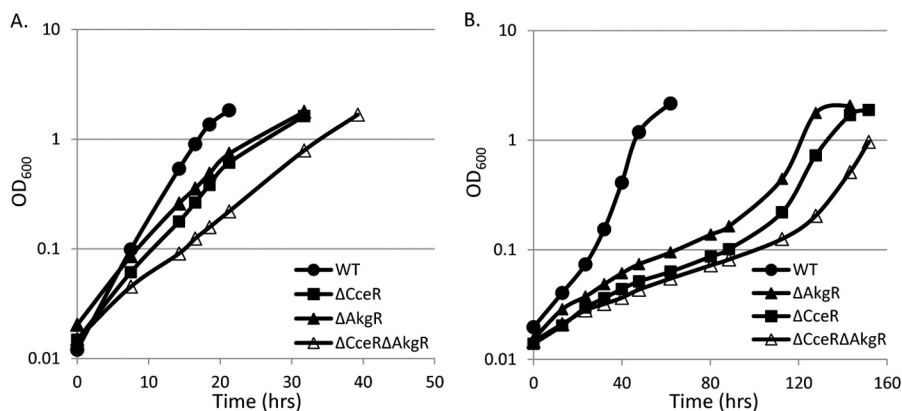 A.
10
1
0.1
0.01
OD600
0
10
20
30
40
50
Time (hrs)
WT
ΔCceR
ΔAkgR
ΔCceRΔAkgR
B.
10
1
0.1
0.01
OD600
0
40
80
120
160
Time (hrs)
WT
ΔAkgR
ΔCceR
ΔCceRΔAkgR